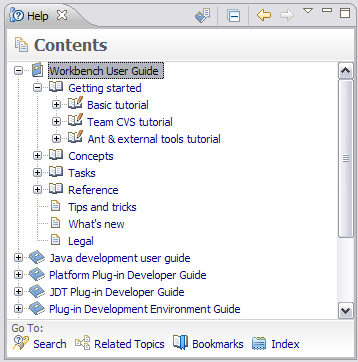 Help
Contents
Workbench User Guide
Getting started
Basic tutorial
Team CVS tutorial
Ant & external tools tutorial
Concepts
Tasks
Reference
Tips and tricks
What's new
Legal
Java development user guide
Platform Plug-in Developer Guide
JDT Plug-in Developer Guide
Plug-in Development Environment Guide
Go To:
Search Related Topics Bookmarks Index